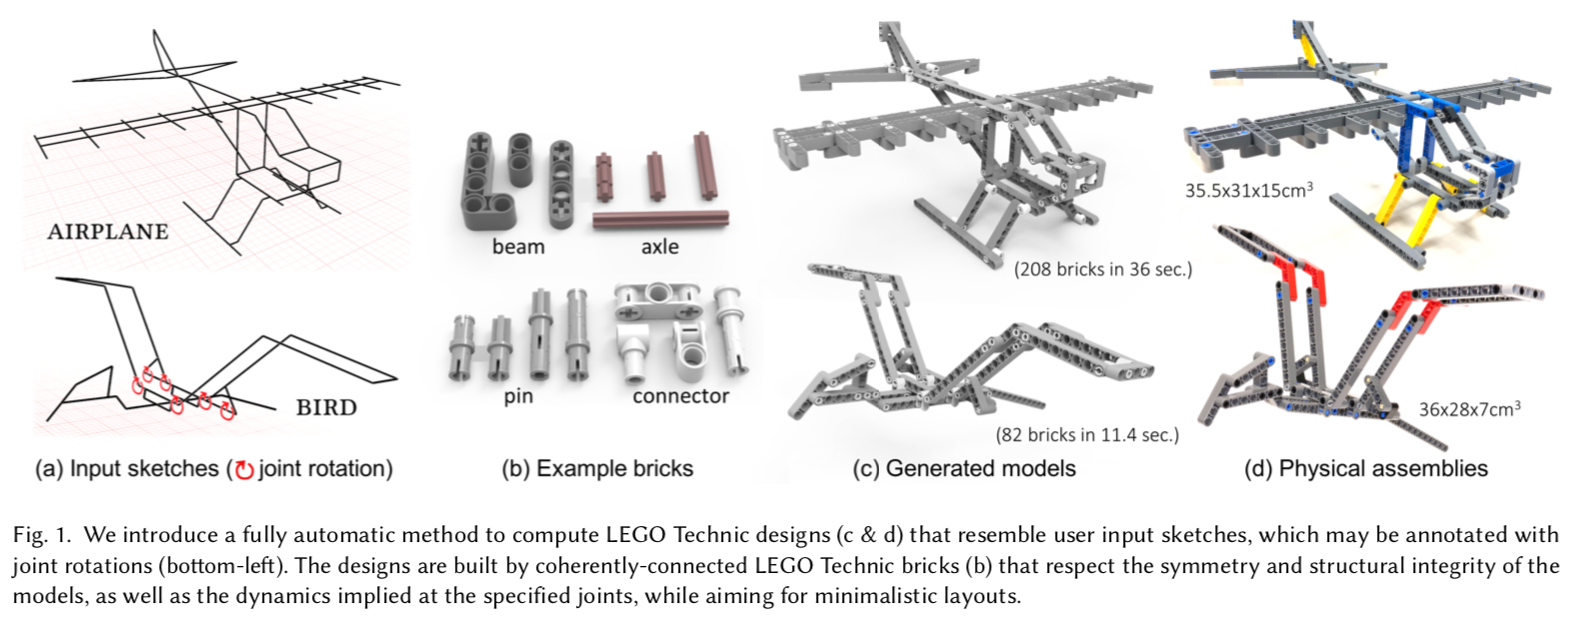 AIRPLANE
BIRD
beam
axle
pin
connector
(208 bricks in 36 sec.)
(82 bricks in 11.4 sec.)
35.5x31x15cm³
36x28x7cm³
(a) Input sketches (↻ joint rotation)
(b) Example bricks
(c) Generated models
(d) Physical assemblies
Fig. 1. We introduce a fully automatic method to compute LEGO Technic designs (c & d) that resemble user input sketches, which may be annotated with
joint rotations (bottom-left). The designs are built by coherently-connected LEGO Technic bricks (b) that respect the symmetry and structural integrity of the
models, as well as the dynamics implied at the specified joints, while aiming for minimalistic layouts.